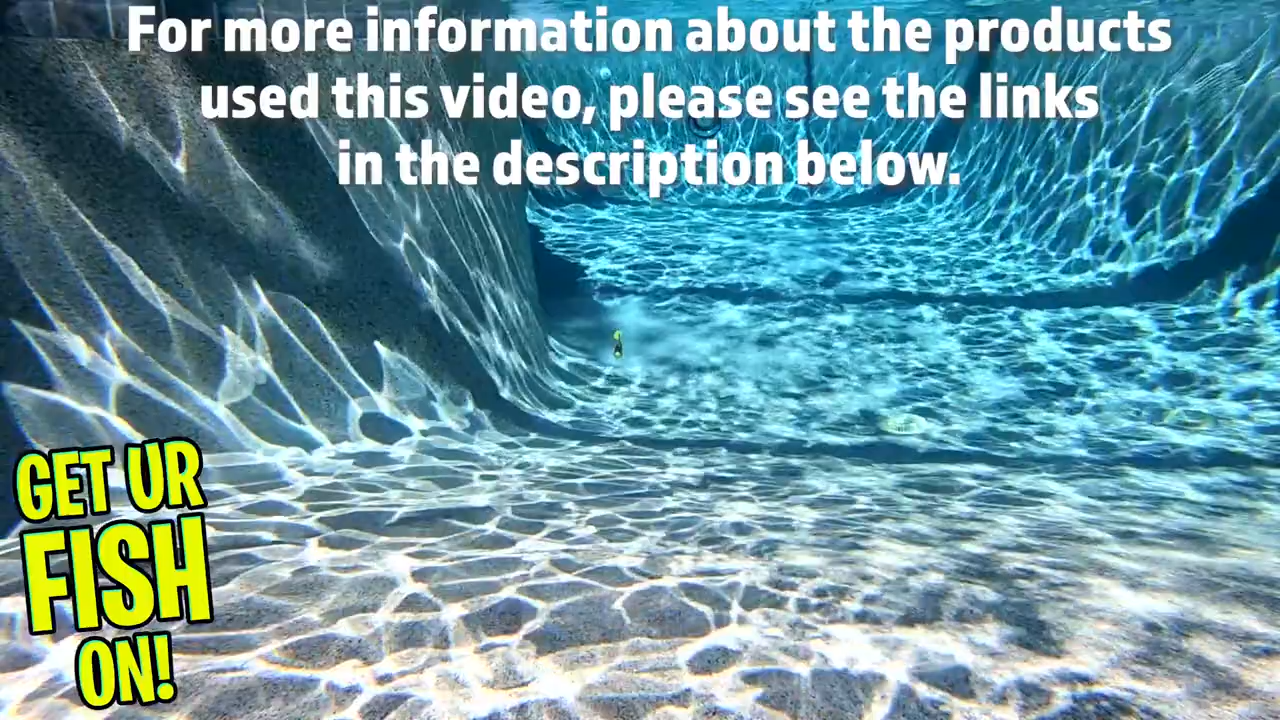 For more information about the products
used this video, please see the links
in the description below.
GET UR
FISH
ON!